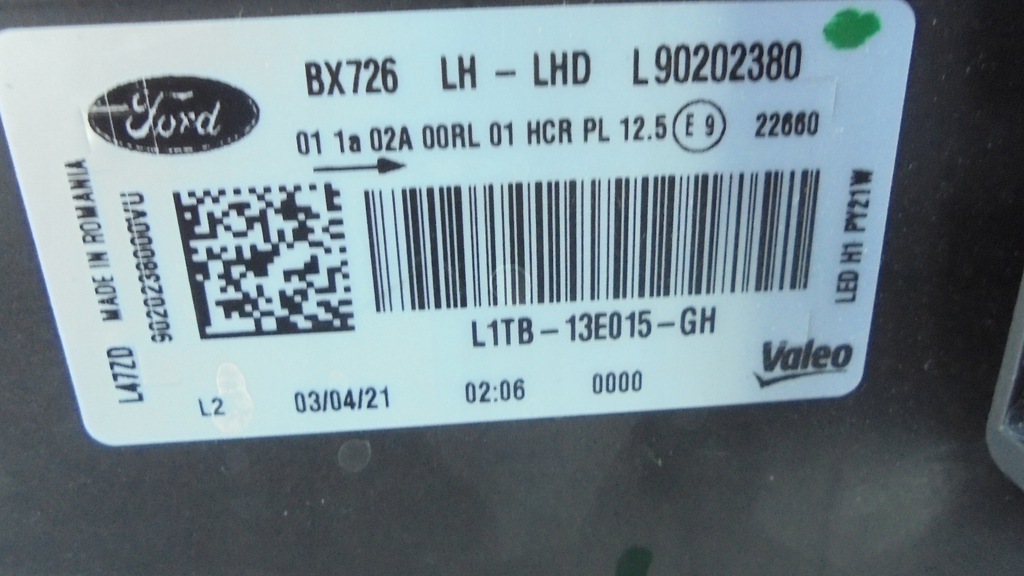 Ford
BX726 LH - LHD L90202380
01 1a 02A 00RL 01 HCR PL 12.5 E 9 22660
L47ZD MADE IN ROMANIA
90202380000VU
LED H1 PY21W
L1TB-13E015-GH
Valeo
L2 03/04/21 02:06 0000